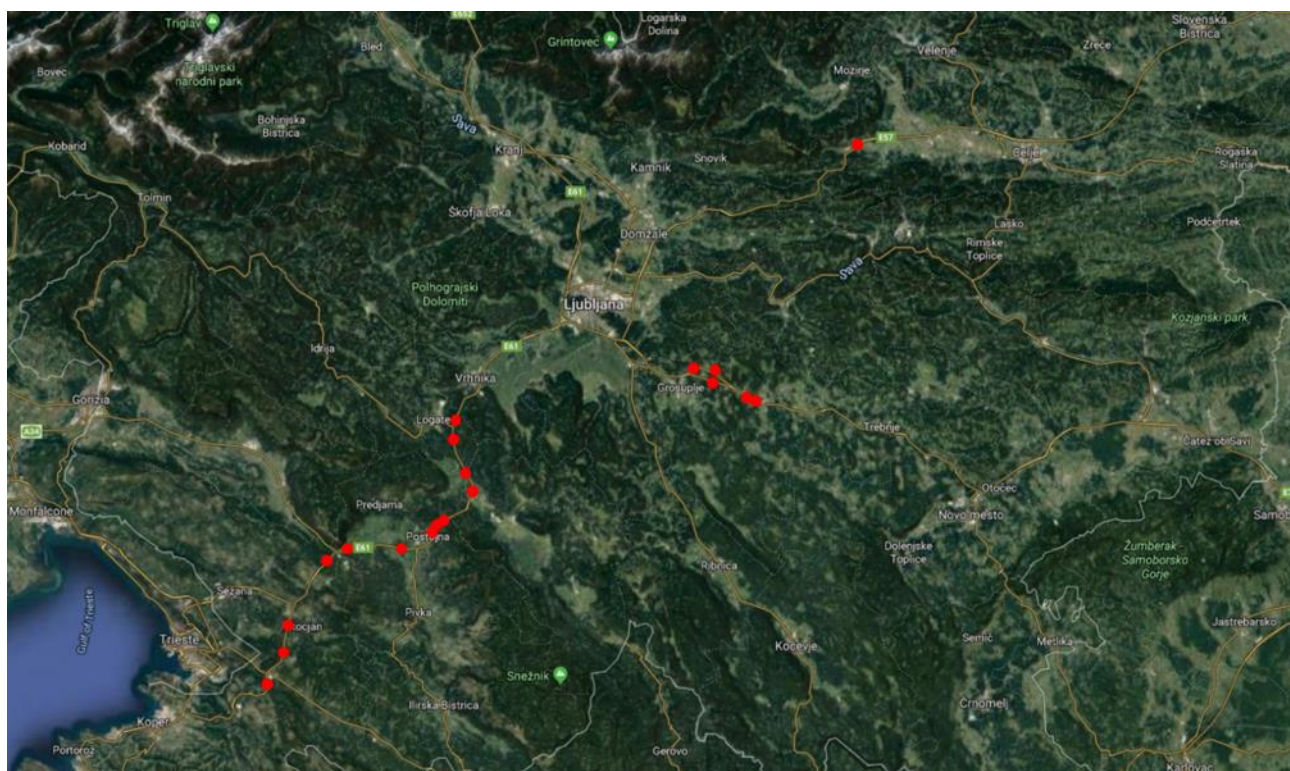 E652
Triglav
Logarska
Dolina
Slovenska
Bistrica
Grintovec
Bled
Velenje
Zreče
Bovec
Triglavski
narodni park
Mozirje
Bohinjska
Bistrica
Sava
E57
Kobarid
Kranj
Snovik
Kamnik
Celje
Rogaška
Slatina
Tolmin
E61
Škofja Loka
Podčetrtek
Domžale
Laško
Rimske
Toplice
Sava
Polhograjski
Dolomiti
Ljubljana
Kozjanski park
Idrija
E61
Vrhnika
Grosuplje
Gorizia
Logate
Trebnje
A34
Čatež ob Savi
Otočec
Predjama
Monfalcone
Novo mesto
Samob
Postojna
E61
Dolenjske
Toplice
Žumberak -
Samoborsko
Gorje
Ribnica
Sežana
Gulf of Trieste
Pivka
Trieste
kocjan
Jastrebarsko
Semič
Metlika
Kočevje
Snežnik
Ilirska Bistrica
Črnomelj
Koper
Portorož
Gerovo
Karlovac